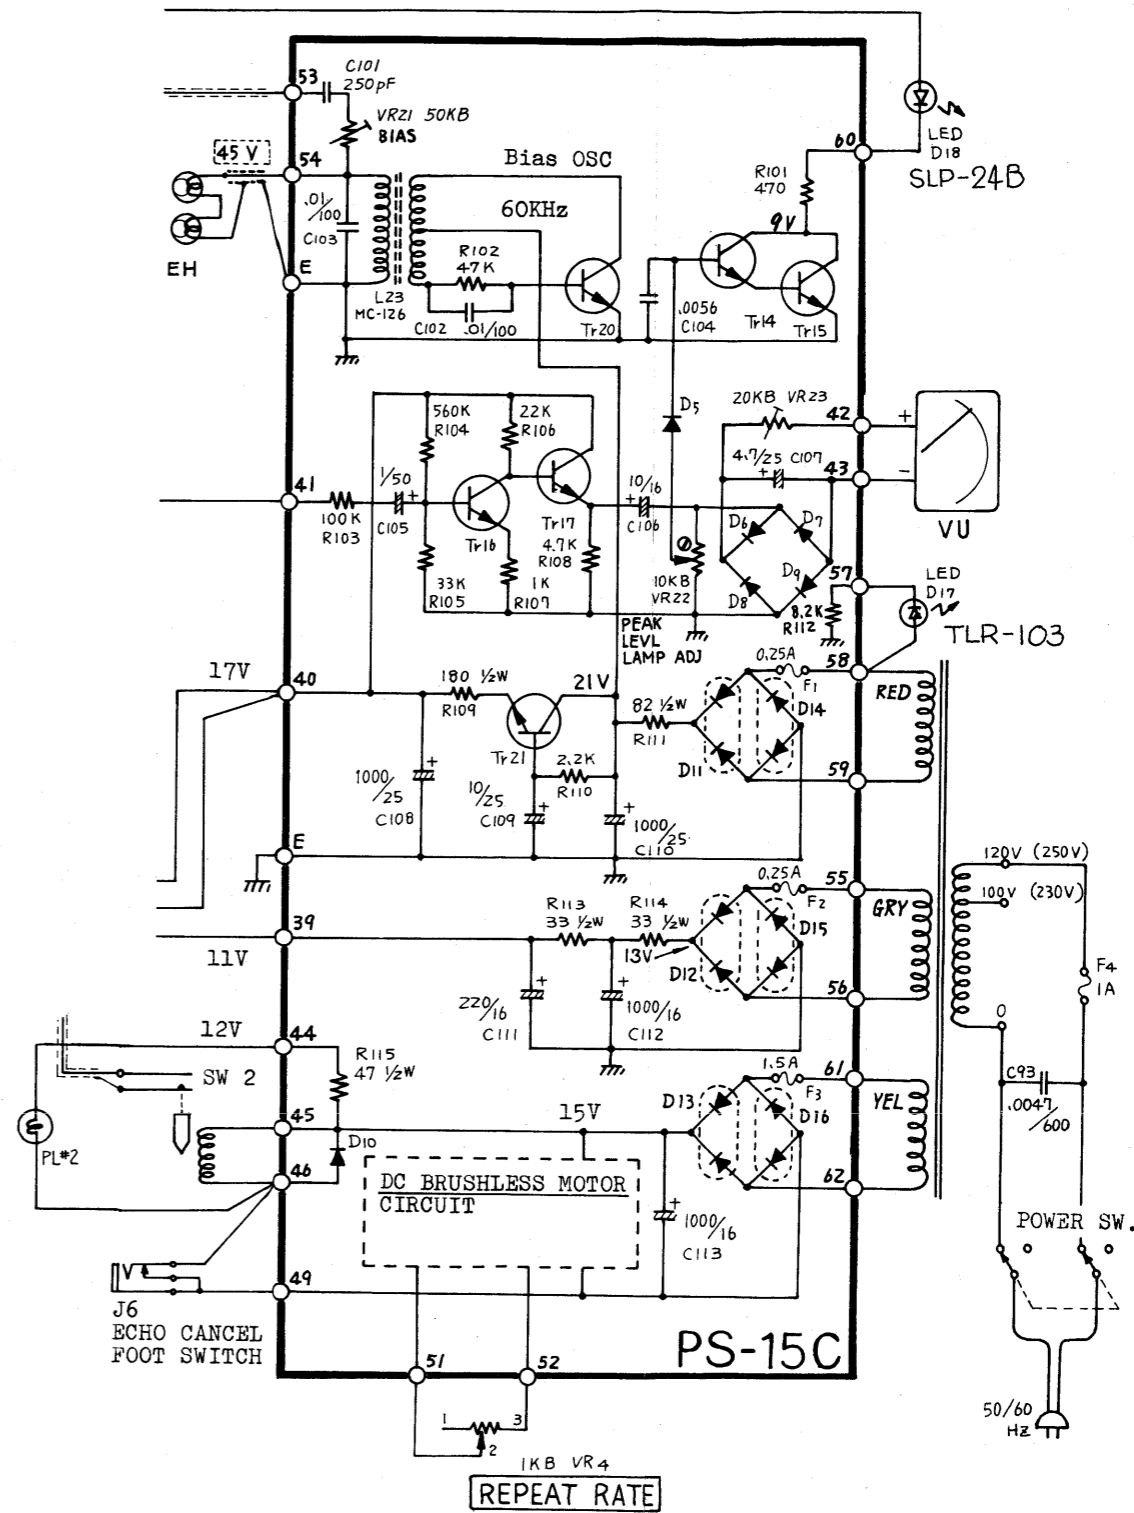 53
C101
250pF
VR21 50KB
BIAS
45 V
54
Bias OSC
60KHz
.01/100
C103
EH
E
L23
MC-126
R102
47K
C102 .01/100
Tr20
60
LED
D18
SLP-24B
R101
470
9V
.0056
C104
Tr14
Tr15
560K
R104
22K
R106
1/50
C105
41
100K
R103
Tr16
Tr17
4.7K
R108
33K
R105
1K
R107
10/16
C106
D5
20KB VR23
42
4.7/25 C107
43
+
-
VU
D6
D7
D8
D9
10KB
VR22
PEAK
LEVL
LAMP ADJ
57
8.2K
R112
LED
D17
TLR-103
17V
40
180 ½W
R109
21V
Tr21
2.2K
R110
82 ½W
R111
0.25A
F1
58
RED
D14
D11
59
1000/25
C108
10/25
C109
1000/25
C110
E
120V (250V)
100V (230V)
F4
1A
0
C93
.0047/600
39
11V
R113
33 ½W
R114
33 ½W
13V
0.25A
F2
55
GRY
D15
D12
56
220/16
C111
1000/16
C112
12V
44
SW 2
R115
47 ½W
45
PL#2
46
D10
15V
1.5A
F3
61
YEL
D13
D16
62
DC BRUSHLESS MOTOR
CIRCUIT
1000/16
C113
POWER SW.
49
J6
ECHO CANCEL
FOOT SWITCH
PS-15C
51
52
1
3
2
1KB VR4
REPEAT RATE
50/60
Hz